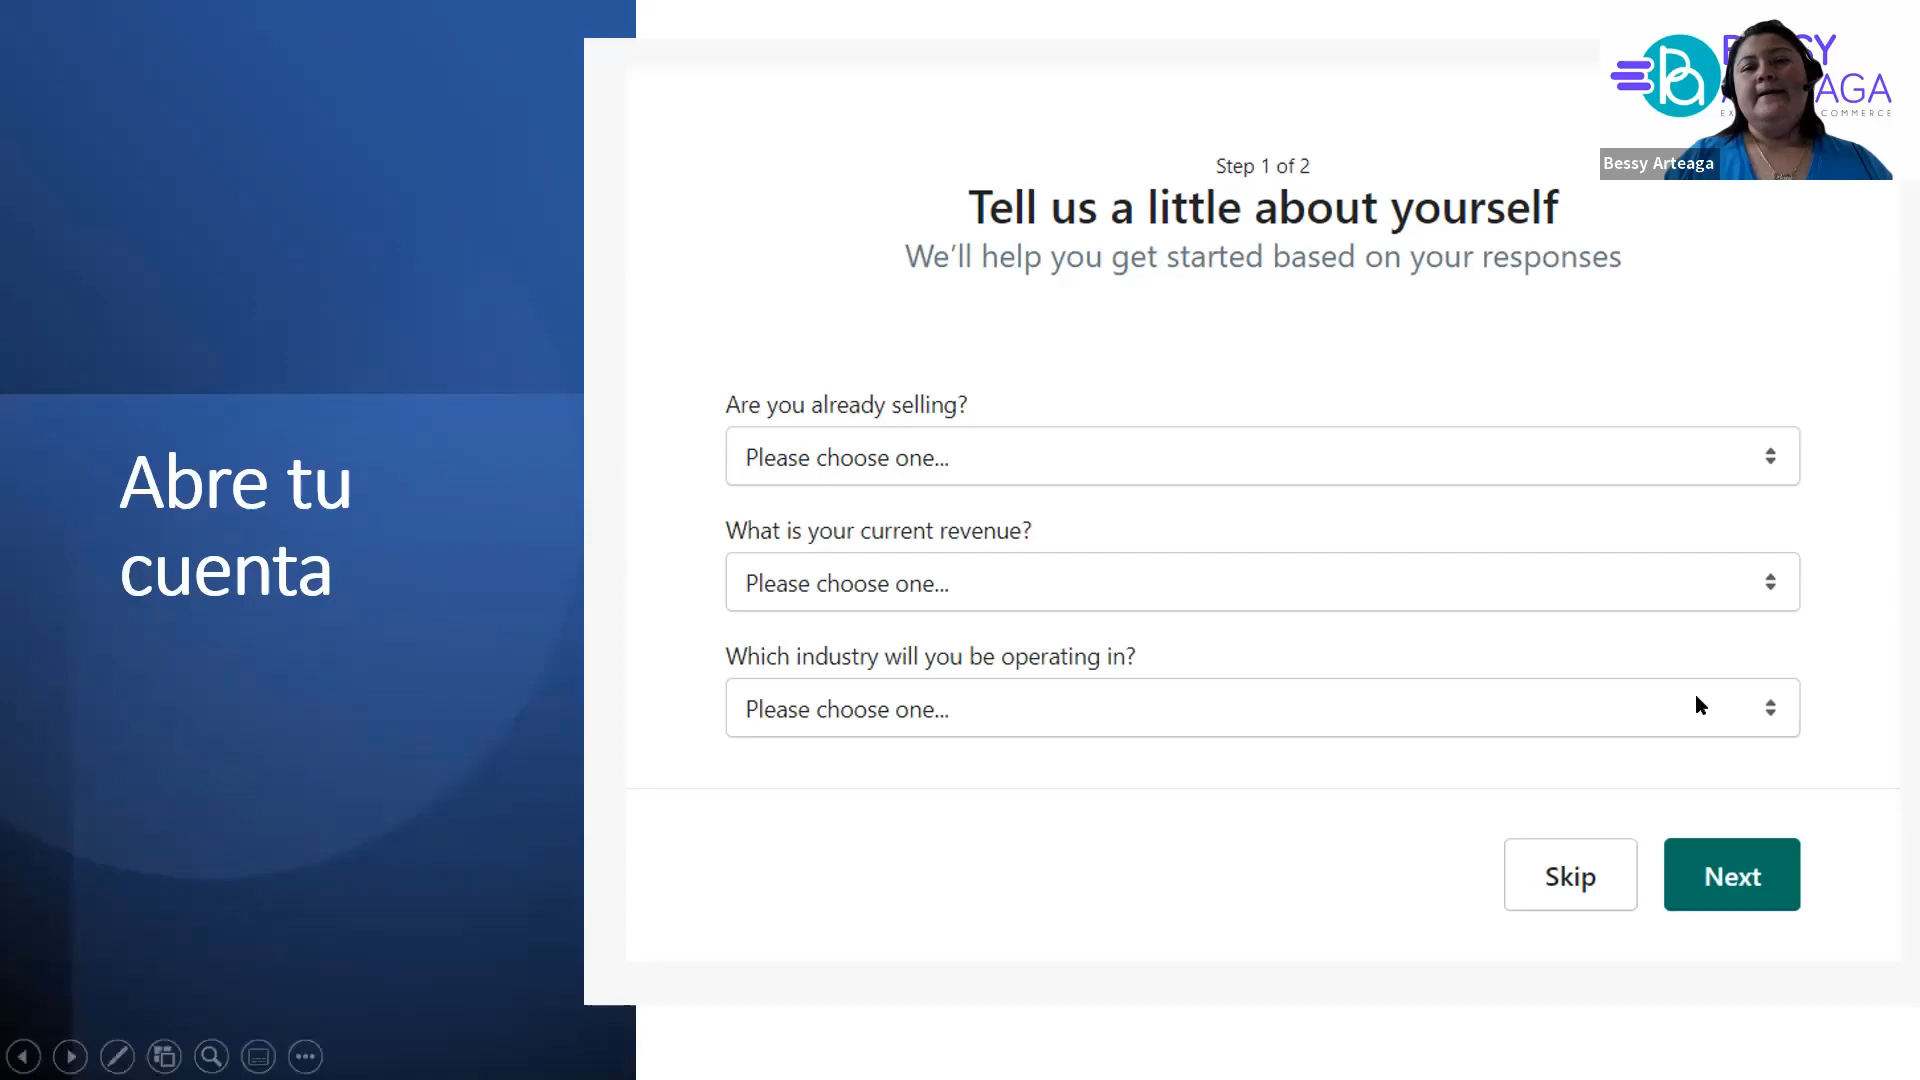 Abre tu
cuenta
Step 1 of 2
Tell us a little about yourself
We’ll help you get started based on your responses
Are you already selling?
Please choose one...
What is your current revenue?
Please choose one...
Which industry will you be operating in?
Please choose one...
Skip
Next
AGA
COMMERCE
Bessy Arteaga